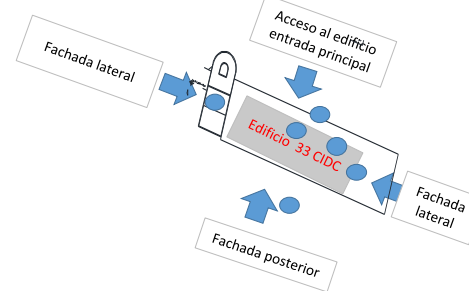 Acceso al edificio
entrada principal
Fachada lateral
Edificio 33 CIDC
Fachada
lateral
Fachada posterior